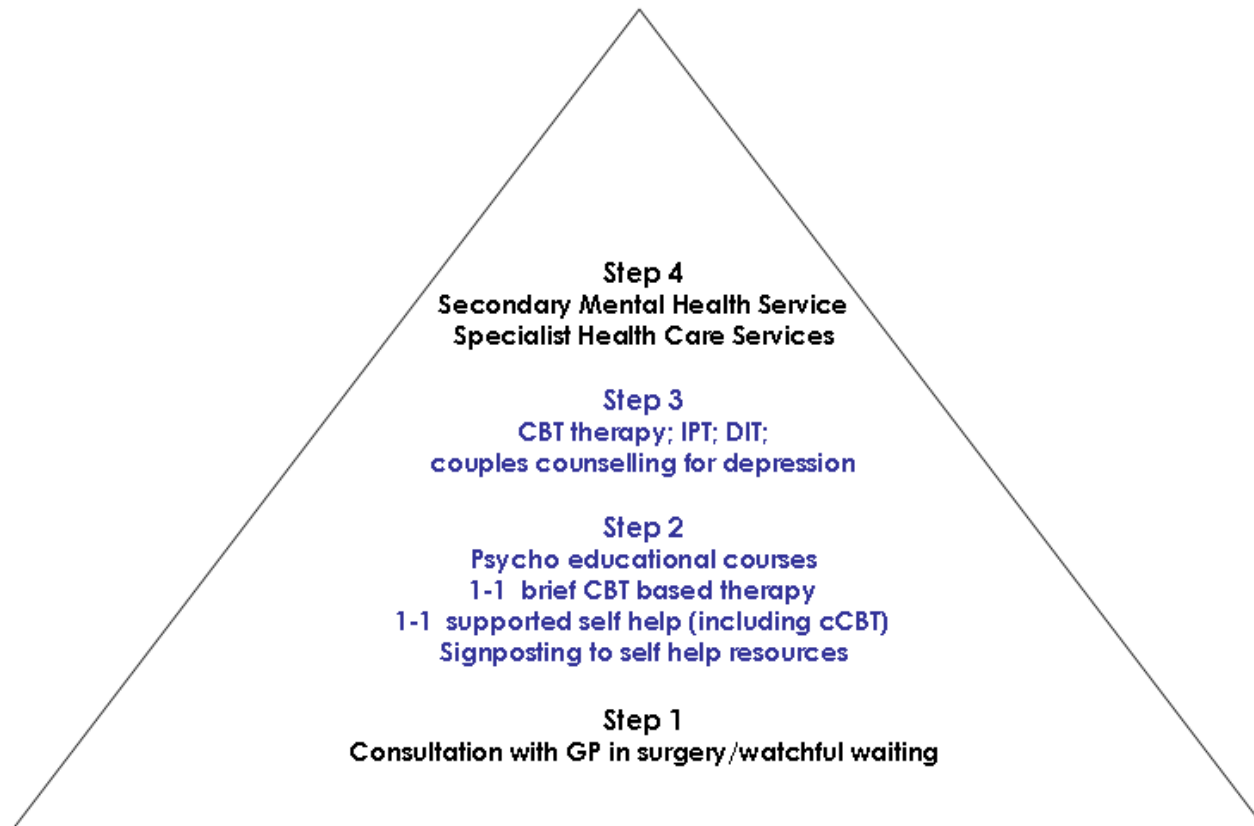 Step 4
Secondary Mental Health Service
Specialist Health Care Services
Step 3
CBT therapy; IPT; DIT;
couples counselling for depression
Step 2
Psycho educational courses
1-1 brief CBT based therapy
1-1 supported self help (including cCBT)
Signposting to self help resources
Step 1
Consultation with GP in surgery/watchful waiting